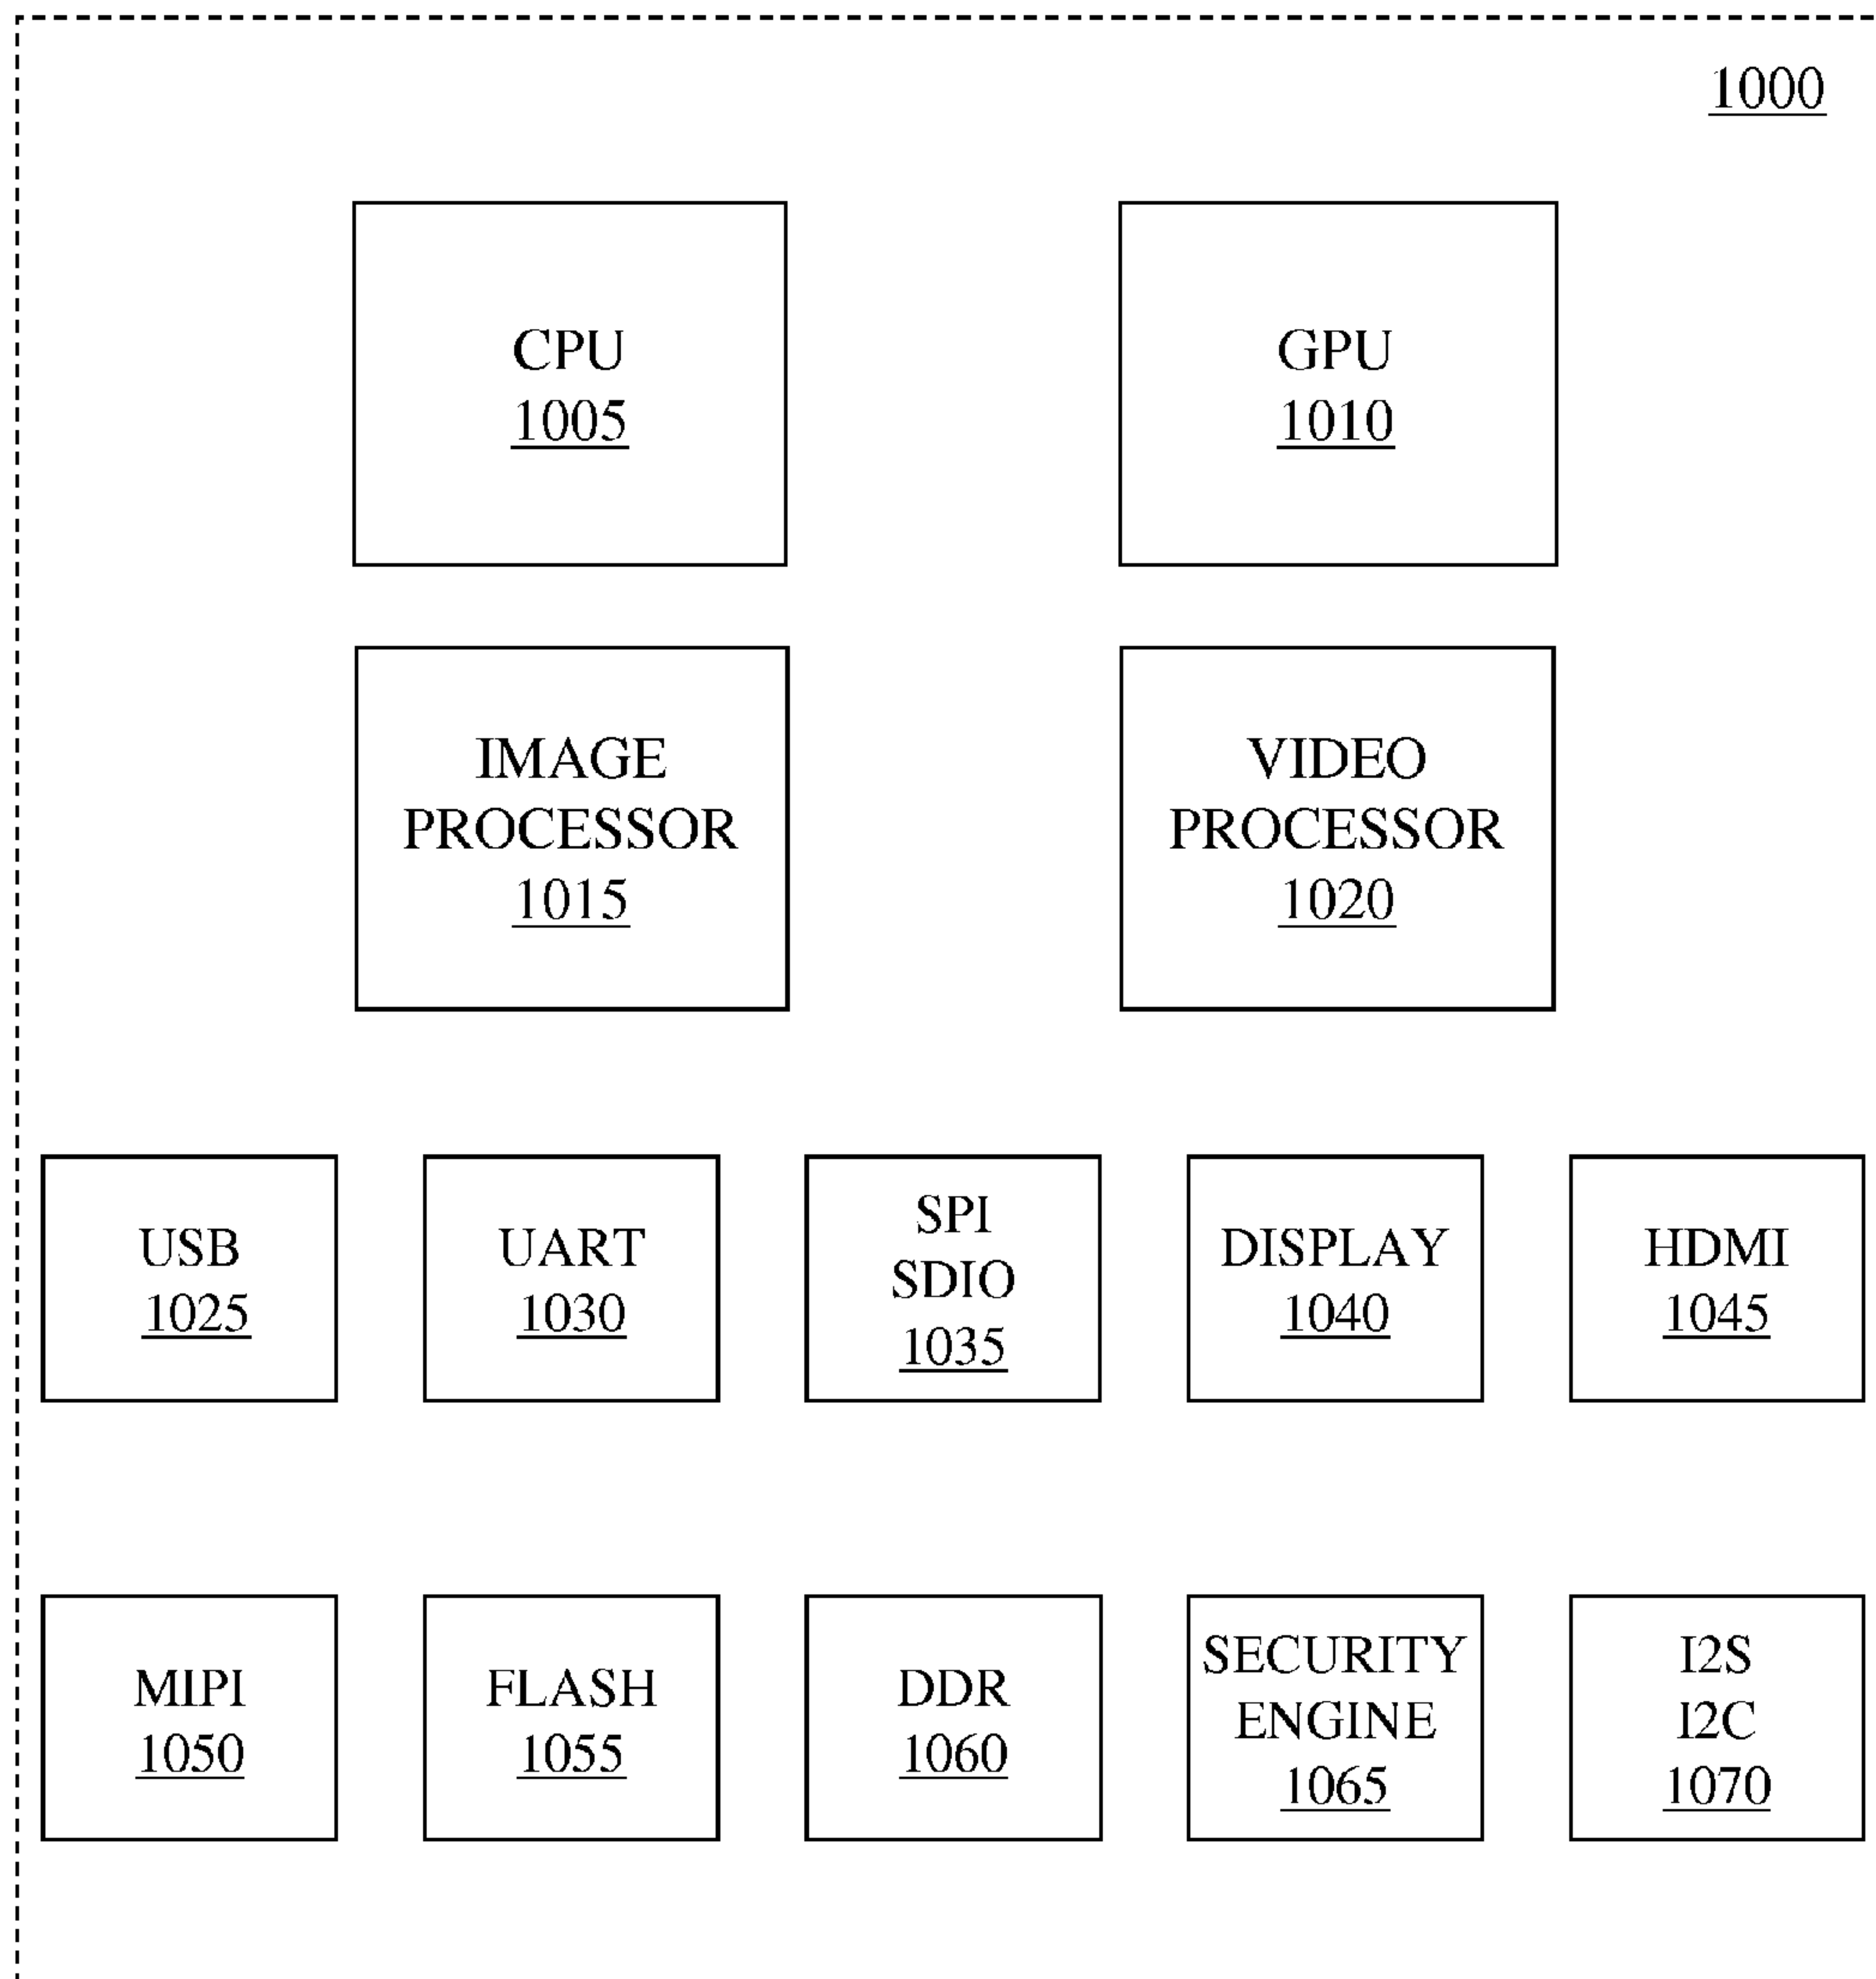 1000
CPU
1005
GPU
1010
IMAGE
PROCESSOR
1015
VIDEO
PROCESSOR
1020
USB
1025
UART
1030
SPI
SDIO
1035
DISPLAY
1040
HDMI
1045
MIPI
1050
FLASH
1055
DDR
1060
SECURITY
ENGINE
1065
I2S
I2C
1070